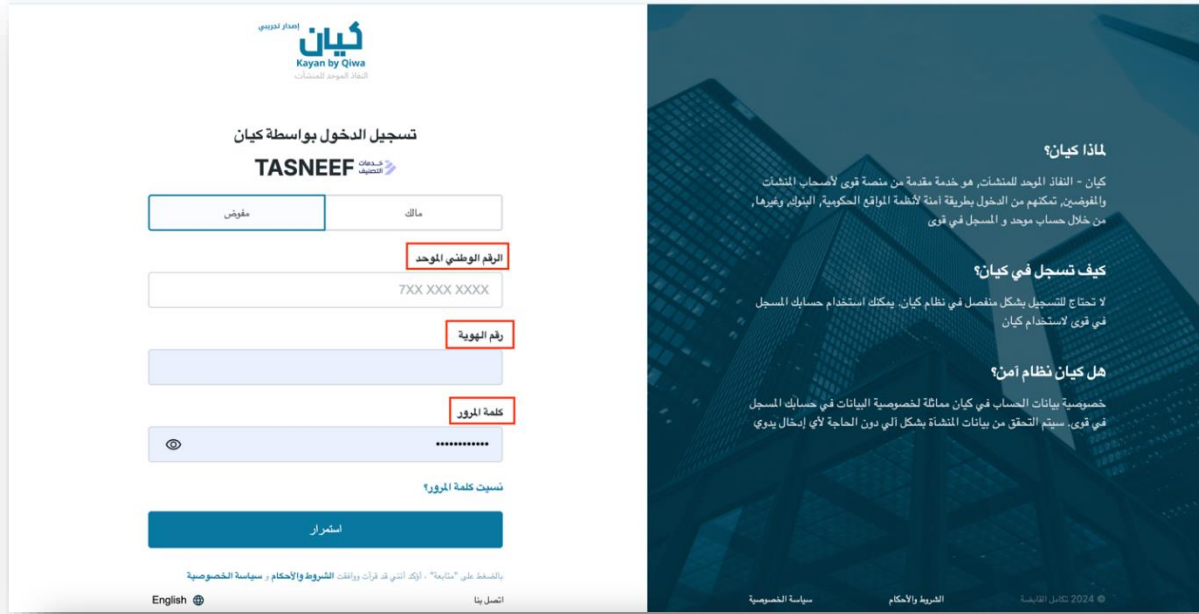 إصدار تجريبي
كيان
Kayan by Qiwa
النفاذ الموحد للمنشآت
تسجيل الدخول بواسطة كيان
خدمات التصنيف TASNEEF
مالك
مفوض
الرقم الوطني الموحد
7XX XXX XXXX
رقم الهوية
كلمة المرور
••••••••••••
نسيت كلمة المرور؟
استمرار
بالضغط على "متابعة" ، أؤكد أنني قد قرأت ووافقت الشروط والأحكام و سياسة الخصوصية
اتصل بنا
English
لماذا كيان؟
كيان - النفاذ الموحد للمنشآت, هو خدمة مقدمة من منصة قوى لأصحاب المنشآت
والمفوضين, تمكنهم من الدخول بطريقة آمنة لأنظمة المواقع الحكومية, البنوك, وغيرها,
من خلال حساب موحد و المسجل في قوى
كيف تسجل في كيان؟
لا تحتاج للتسجيل بشكل منفصل في نظام كيان. يمكنك استخدام حسابك المسجل
في قوى لاستخدام كيان
هل كيان نظام آمن؟
خصوصية بيانات الحساب في كيان مماثلة لخصوصية البيانات في حسابك المسجل
في قوى. سيتم التحقق من بيانات المنشأة بشكل آلي دون الحاجة لأي إدخال يدوي
© 2024 تكامل القابضة
الشروط والأحكام
سياسة الخصوصية